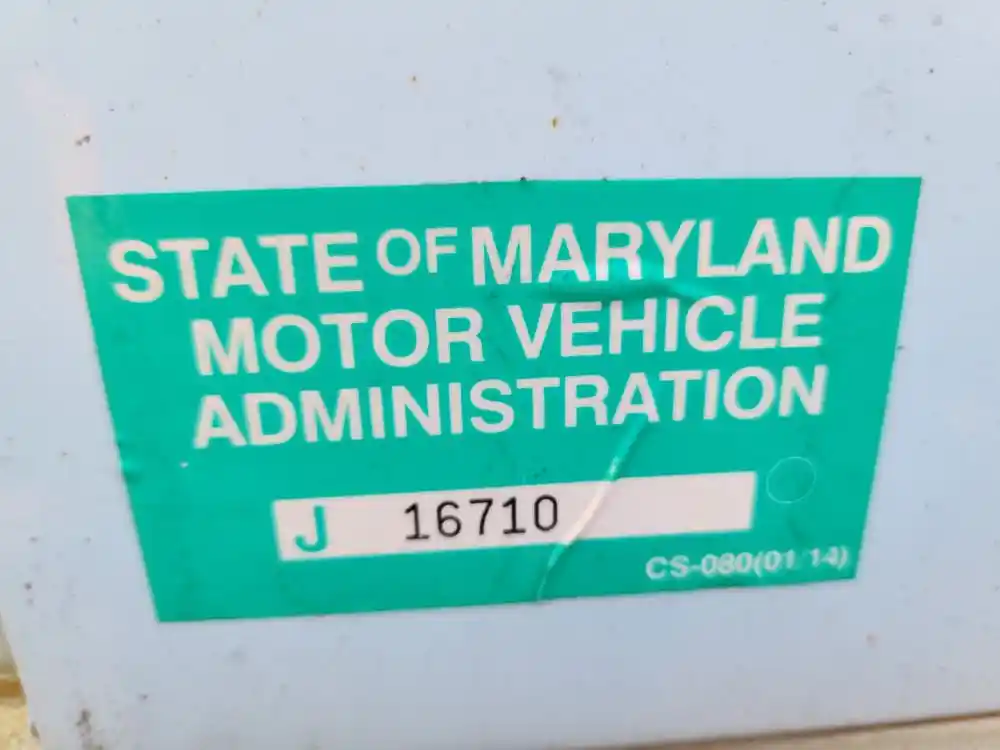 STATE OF MARYLAND
MOTOR VEHICLE
ADMINISTRATION
J 16710
CS-080(01/14)